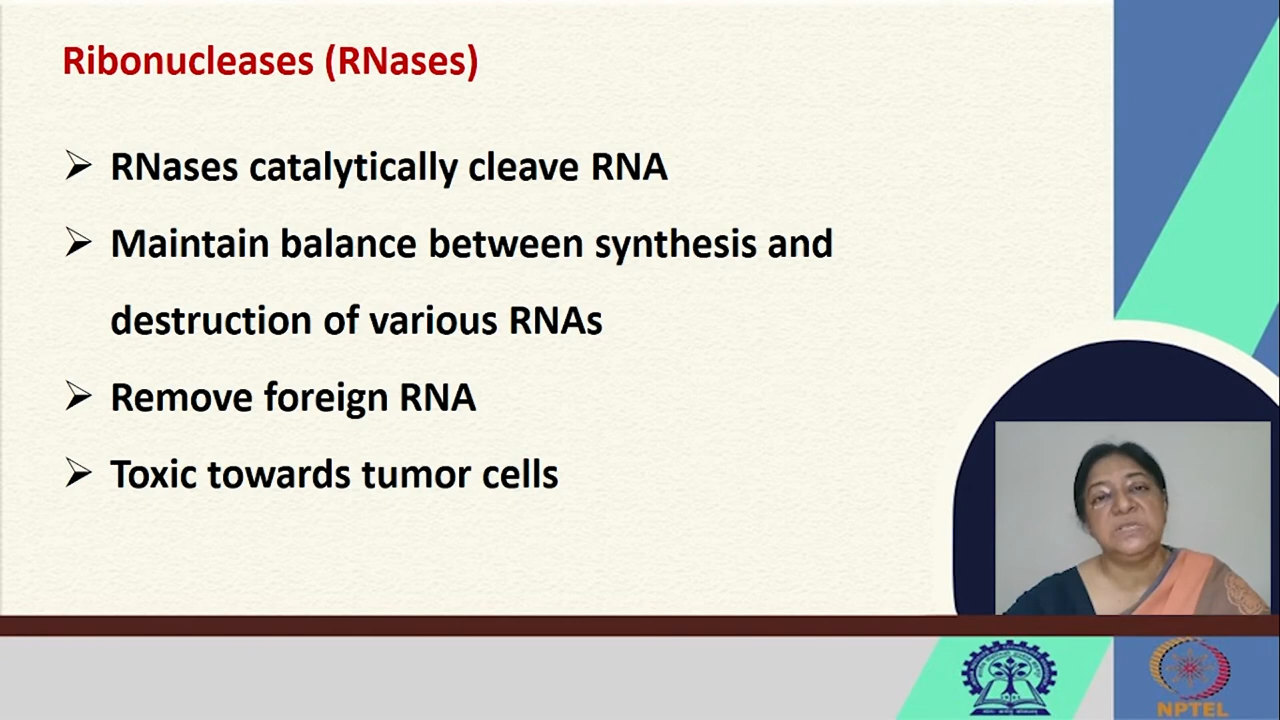 Ribonucleases (RNases)
➢ RNases catalytically cleave RNA
➢ Maintain balance between synthesis and
destruction of various RNAs
➢ Remove foreign RNA
➢ Toxic towards tumor cells
NPTEL